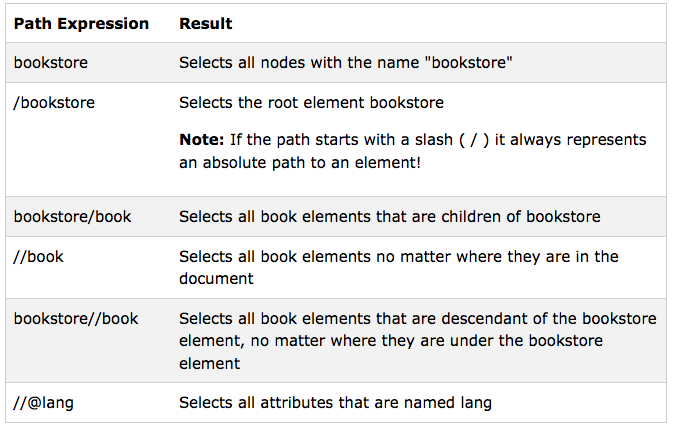 Path Expression Result
bookstore Selects all nodes with the name "bookstore"
/bookstore Selects the root element bookstore
Note: If the path starts with a slash ( / ) it always represents
an absolute path to an element!
bookstore/book Selects all book elements that are children of bookstore
//book Selects all book elements no matter where they are in the
document
bookstore//book Selects all book elements that are descendant of the bookstore
element, no matter where they are under the bookstore
element
//@lang Selects all attributes that are named lang